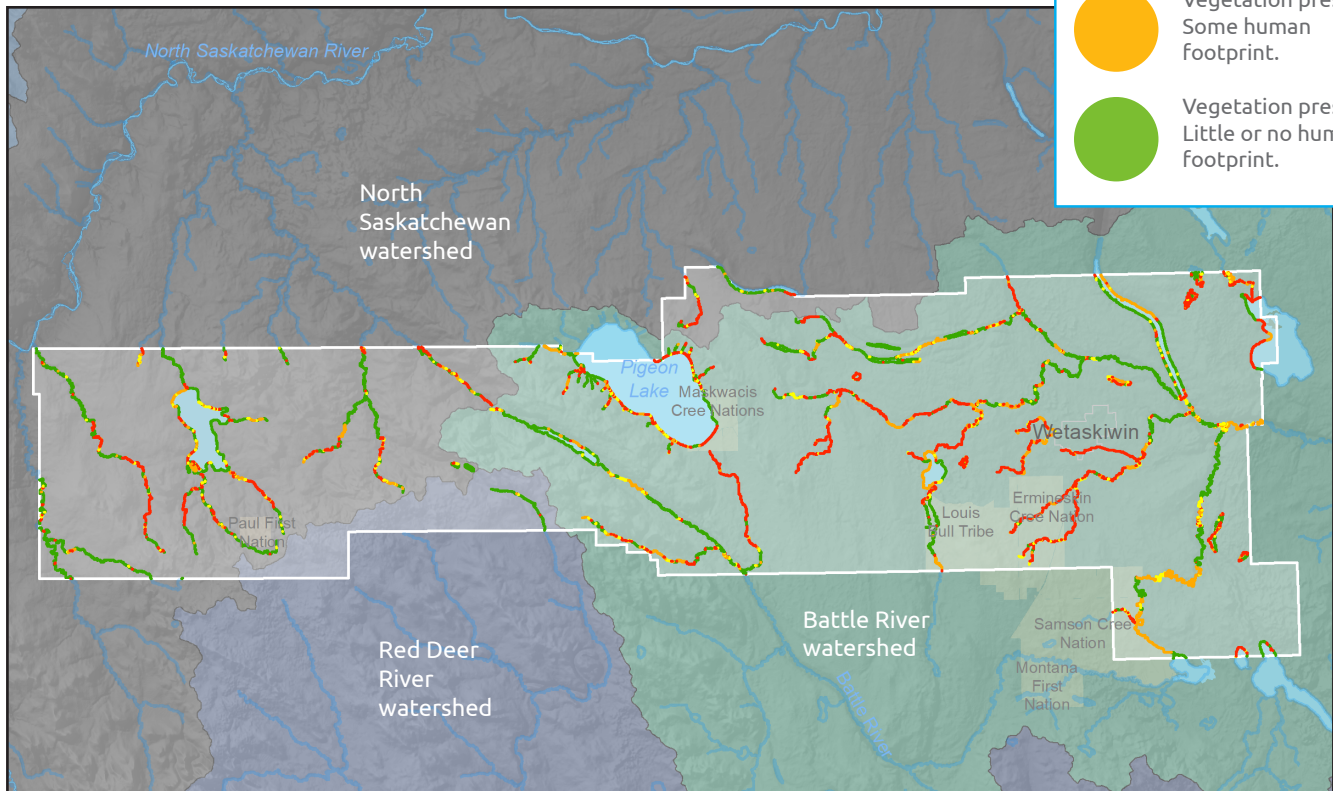 Vegetation
Some human
footprint.
Vegetation
Little or no
footprint.
North Saskatchewan River
North
Saskatchewan
watershed
Pigeon
Lake
Maskwacis
Cree Nations
Wetaskiwin
Ermineskin
Cree Nation
Louis
Bull Tribe
Paul First
Nation
Battle River
watershed
Samson Cree
Nation
Red Deer
River
watershed
Montana
First
Nation
Battle River